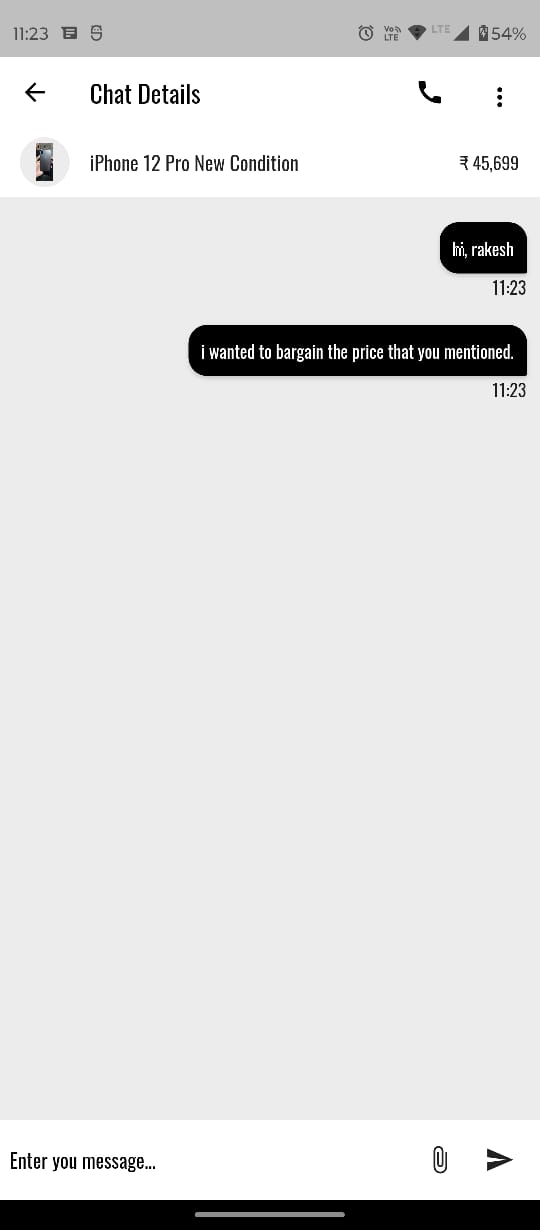 11:23 Vo) LTE LTE 54%
Chat Details
iPhone 12 Pro New Condition ₹ 45,699
hi, rakesh
11:23
i wanted to bargain the price that you mentioned.
11:23
Enter you message...